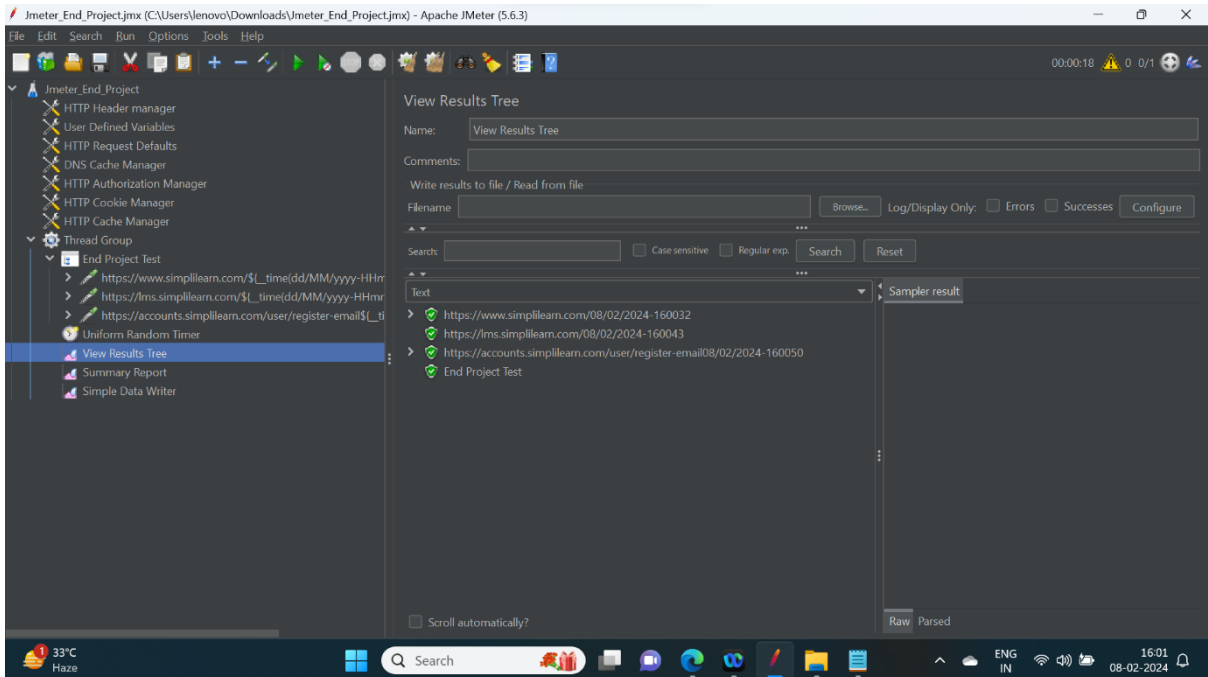 Jmeter_End_Project.jmx (C:\Users\lenovo\Downloads\Jmeter_End_Project.jmx) - Apache JMeter (5.6.3)
File Edit Search Run Options Tools Help
00:00:18 0 0/1
Jmeter_End_Project
HTTP Header manager
User Defined Variables
HTTP Request Defaults
DNS Cache Manager
HTTP Authorization Manager
HTTP Cookie Manager
HTTP Cache Manager
Thread Group
End Project Test
https://www.simplilearn.com/${__time(dd/MM/yyyy-HHm
https://lms.simplilearn.com/${__time(dd/MM/yyyy-HHmr
https://accounts.simplilearn.com/user/register-email${__ti
Uniform Random Timer
View Results Tree
Summary Report
Simple Data Writer
View Results Tree
Name: View Results Tree
Comments:
Write results to file / Read from file
Filename Browse... Log/Display Only: Errors Successes Configure
Search: Case sensitive Regular exp. Search Reset
Text
Sampler result
https://www.simplilearn.com/08/02/2024-160032
https://lms.simplilearn.com/08/02/2024-160043
https://accounts.simplilearn.com/user/register-email08/02/2024-160050
End Project Test
Scroll automatically?
Raw Parsed
1
33°C
Haze
Search
ENG
IN
16:01
08-02-2024